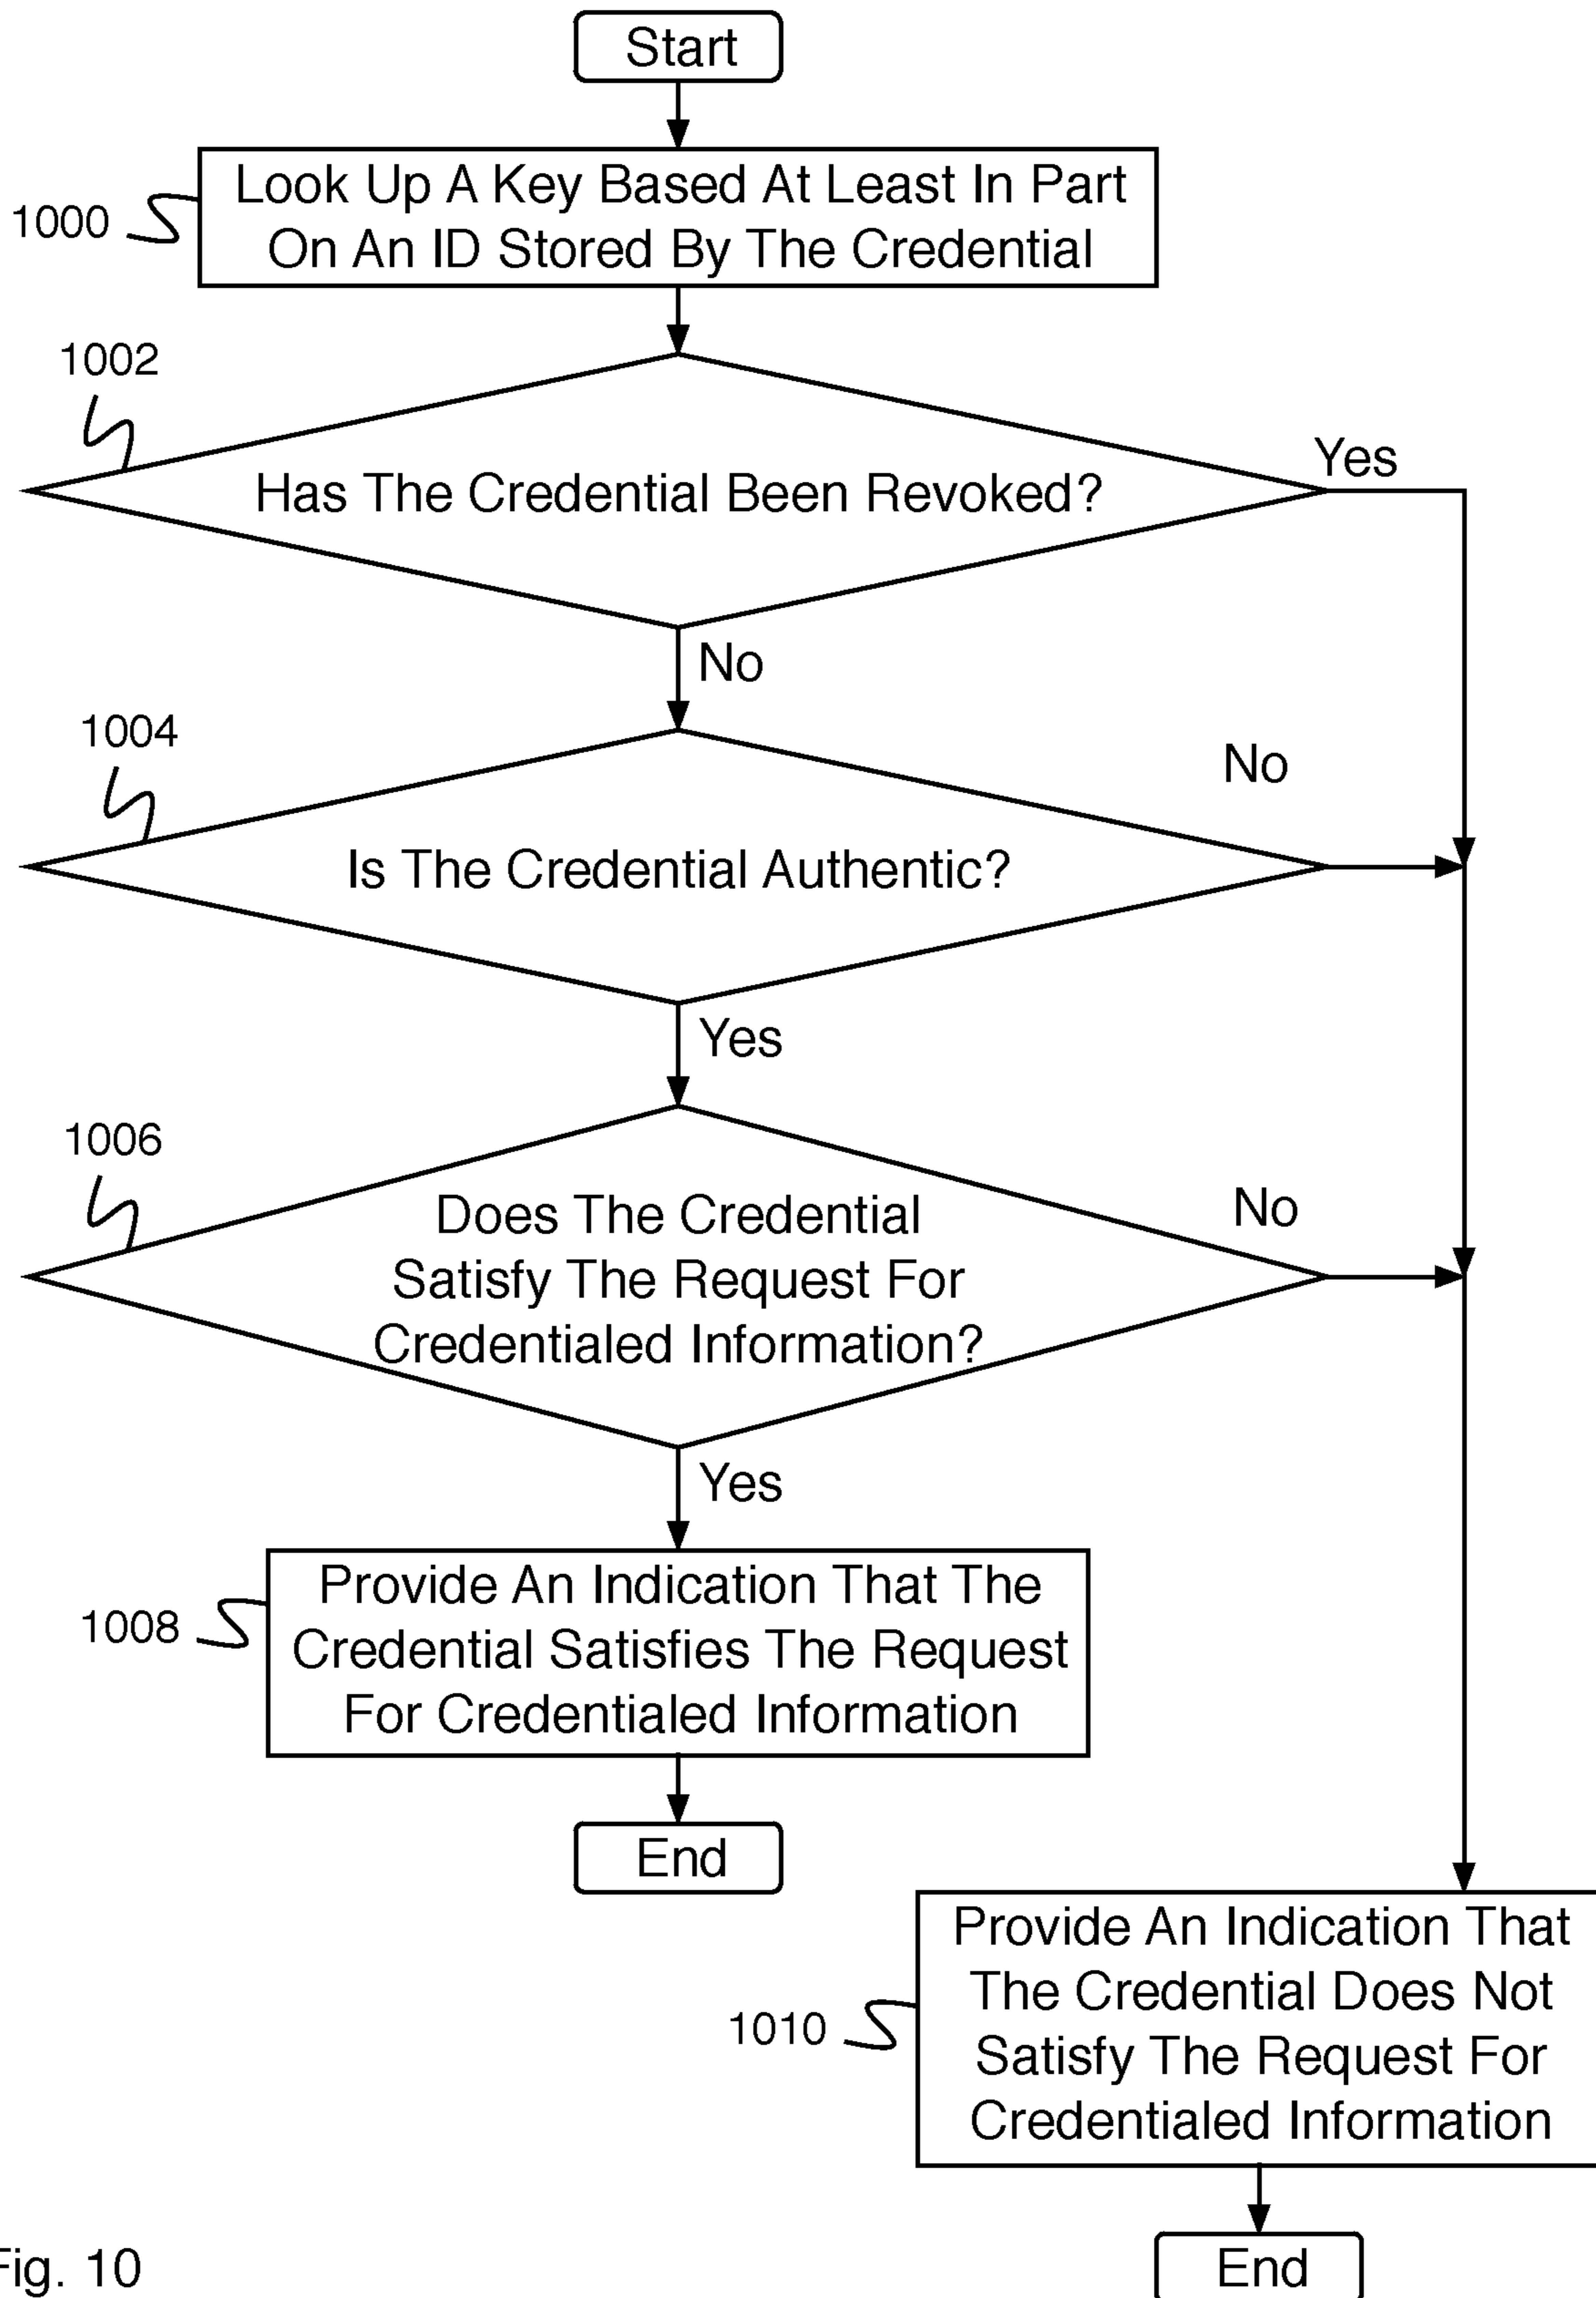 Start
Look Up A Key Based At Least In Part
On An ID Stored By The Credential
1000
1002
Has The Credential Been Revoked?
Yes
No
1004
No
Is The Credential Authentic?
Yes
1006
No
Does The Credential
Satisfy The Request For
Credentialed Information?
Yes
Provide An Indication That The
Credential Satisfies The Request
For Credentialed Information
1008
End
Provide An Indication That
The Credential Does Not
Satisfy The Request For
Credentialed Information
1010
End
Fig. 10